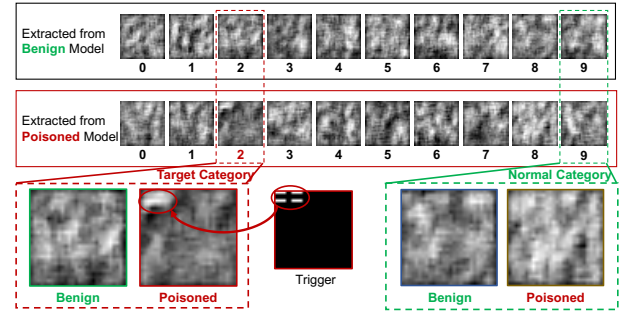 Extracted from
Benign Model
0 1 2 3 4 5 6 7 8 9
Extracted from
Poisoned Model
0 1 2 3 4 5 6 7 8 9
Target Category
Normal Category
Trigger
Benign Poisoned
Benign Poisoned